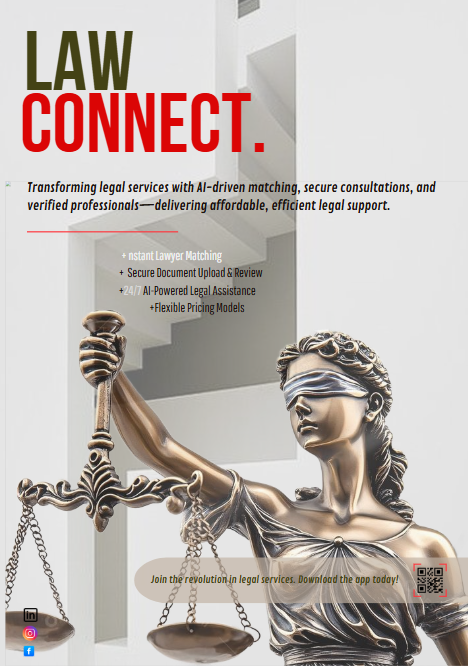 LAW
CONNECT.
Transforming legal services with AI-driven matching, secure consultations, and
verified professionals—delivering affordable, efficient legal support.
+ nstant Lawyer Matching
+ Secure Document Upload & Review
+24/7 AI-Powered Legal Assistance
+Flexible Pricing Models
Join the revolution in legal services. Download the app today!
in
f